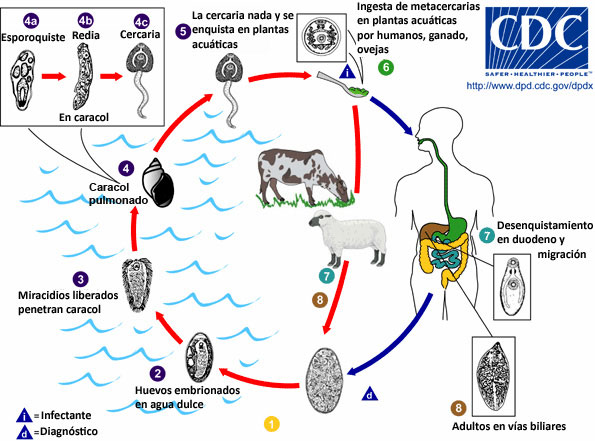 4a
4b
4c
Esporoquiste
Redia
Cercaria
En caracol
5
La cercaria nada y se
enquista en plantas
acuáticas
Ingesta de metacercarias
en plantas acuáticas
por humanos, ganado,
ovejas
i
6
CDC
SAFER•HEALTHIER•PEOPLE™
http://www.dpd.cdc.gov/dpdx
4
Caracol
pulmonado
3
Miracidios liberados
penetran caracol
2
Huevos embrionados
en agua dulce
1
7
8
d
7
Desenquistamiento
en duodeno y
migración
8
Adultos en vías biliares
i = Infectante
d = Diagnóstico